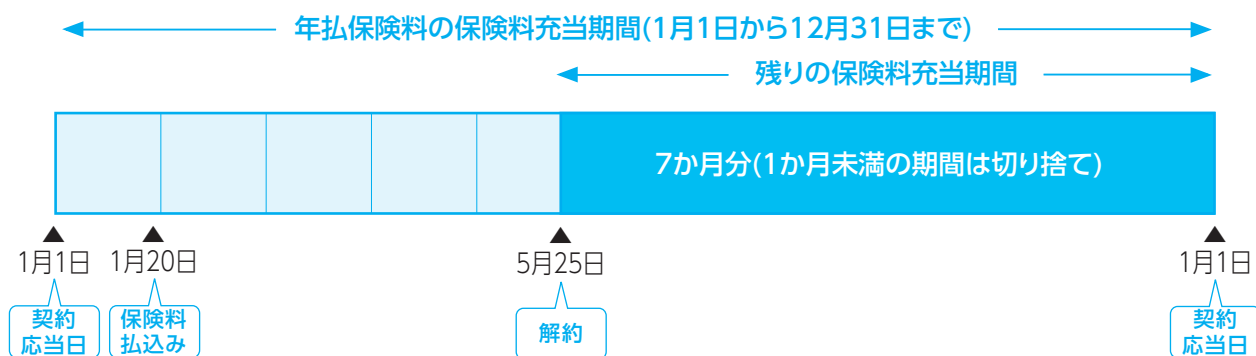 年払保険料の保険料充当期間(1月1日から12月31日まで)
残りの保険料充当期間
7か月分(1か月未満の期間は切り捨て)
1月1日
1月20日
5月25日
1月1日
契約
応当日
保険料
払込み
解約
契約
応当日